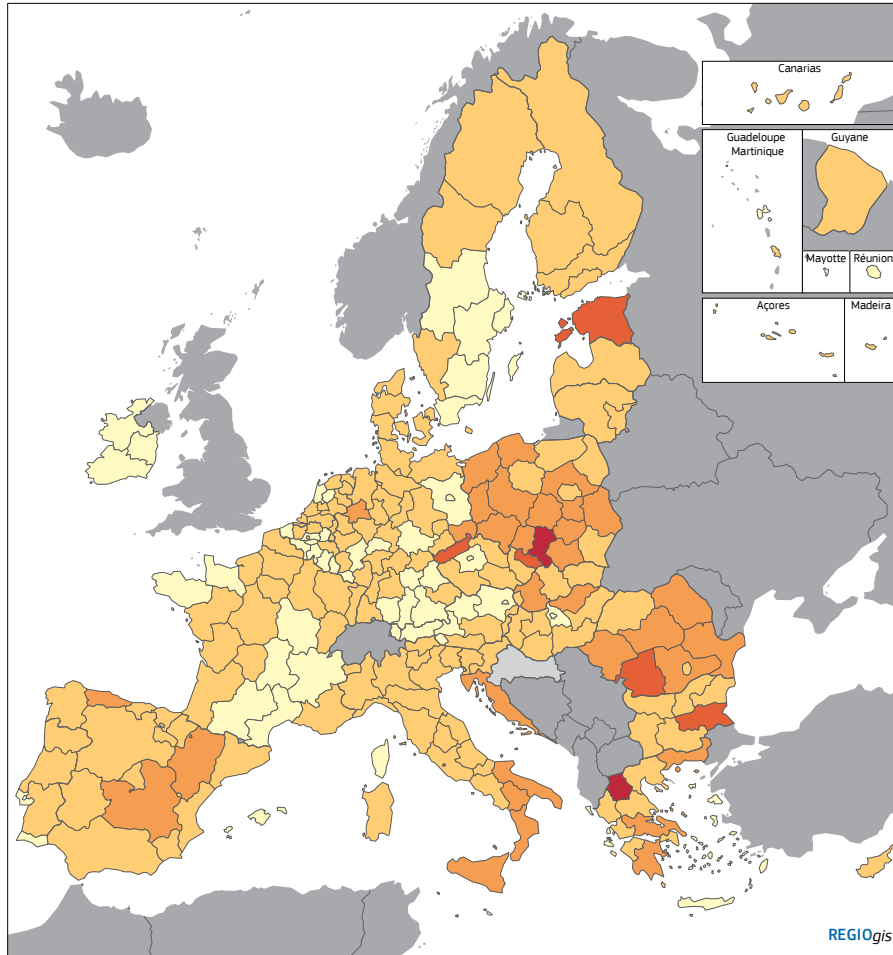 Canarias
Guadeloupe
Martinique
Guyane
Mayotte
Réunion
Açores
Madeira
REGIOgis